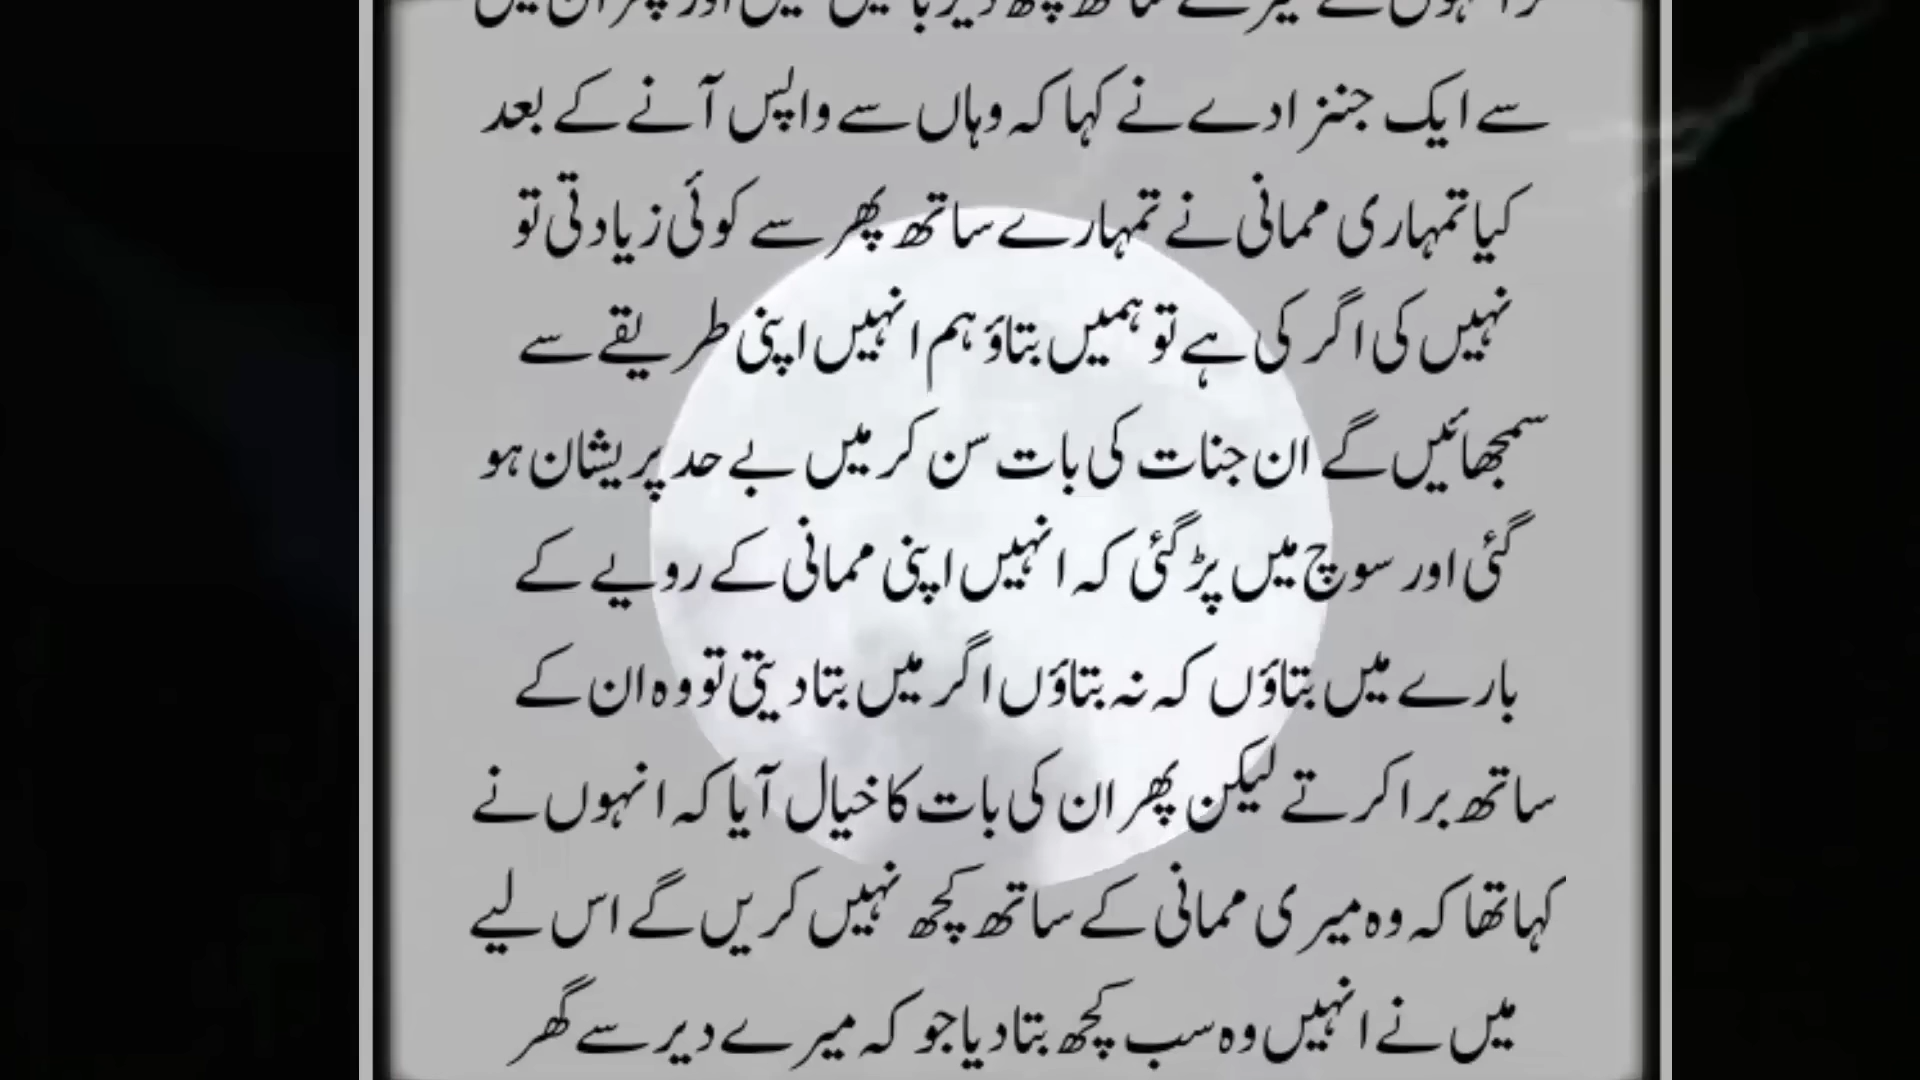 سے ایک جنزادے نے کہا کہ وہاں سے واپس آنے کے بعد
کیا تمہاری ممانی نے تمہارے ساتھ پھر سے کوئی زیادتی تو
نہیں کی اگر کی ہے تو ہمیں بتاؤ ہم انہیں اپنی طریقے سے
سمجھائیں گے ان جنات کی بات سن کر میں بے حد پریشان ہو
گئی اور سوچ میں پڑ گئی کہ انہیں اپنی ممانی کے رویے کے
بارے میں بتاؤں کہ نہ بتاؤں اگر میں بتا دیتی تو وہ ان کے
ساتھ برا کرتے لیکن پھر ان کی بات کا خیال آیا کہ انہوں نے
کہا تھا کہ وہ میری ممانی کے ساتھ کچھ نہیں کریں گے اس لیے
میں نے انہیں وہ سب کچھ بتا دیا جو کہ میرے دیر سے گھر